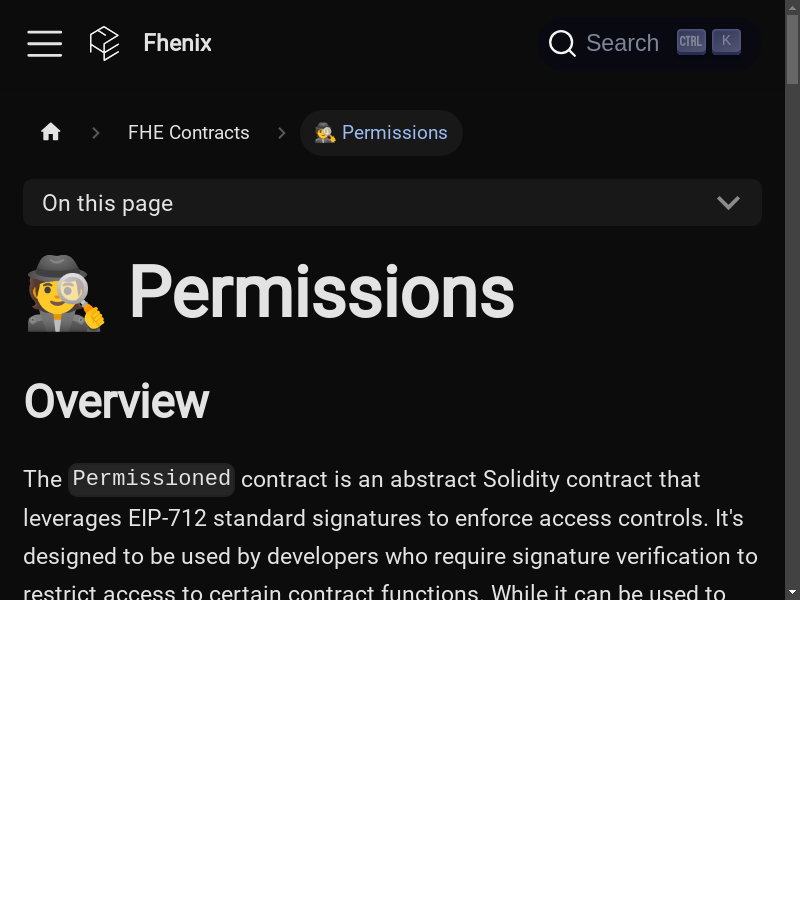 Fhenix
Search CTRL K
FHE Contracts
🕵 Permissions
On this page
🕵 Permissions
Overview
The Permissioned contract is an abstract Solidity contract that
leverages EIP-712 standard signatures to enforce access controls. It's
designed to be used by developers who require signature verification to
restrict access to certain contract functions. While it can be used to